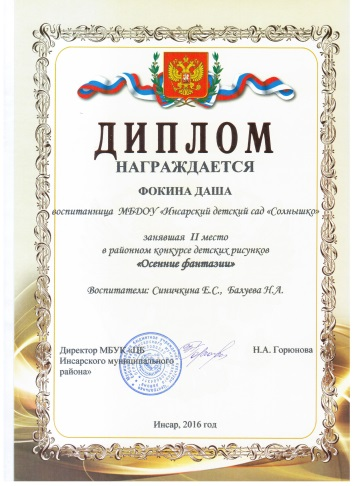 ДИПЛОМ
НАГРАЖДАЕТСЯ
ФОКИНА ДАША
воспитанница МБДОУ «Инсарский детский сад «Солнышко»
занявшая II место
в районном конкурсе детских рисунков
«Осенние фантазии»
Воспитатели: Синичкина Е.С., Балуева Н.А.
Директор МБУК «ЦБ
Инсарского муниципального
района»
Н.А. Горюнова
Инсар, 2016 год